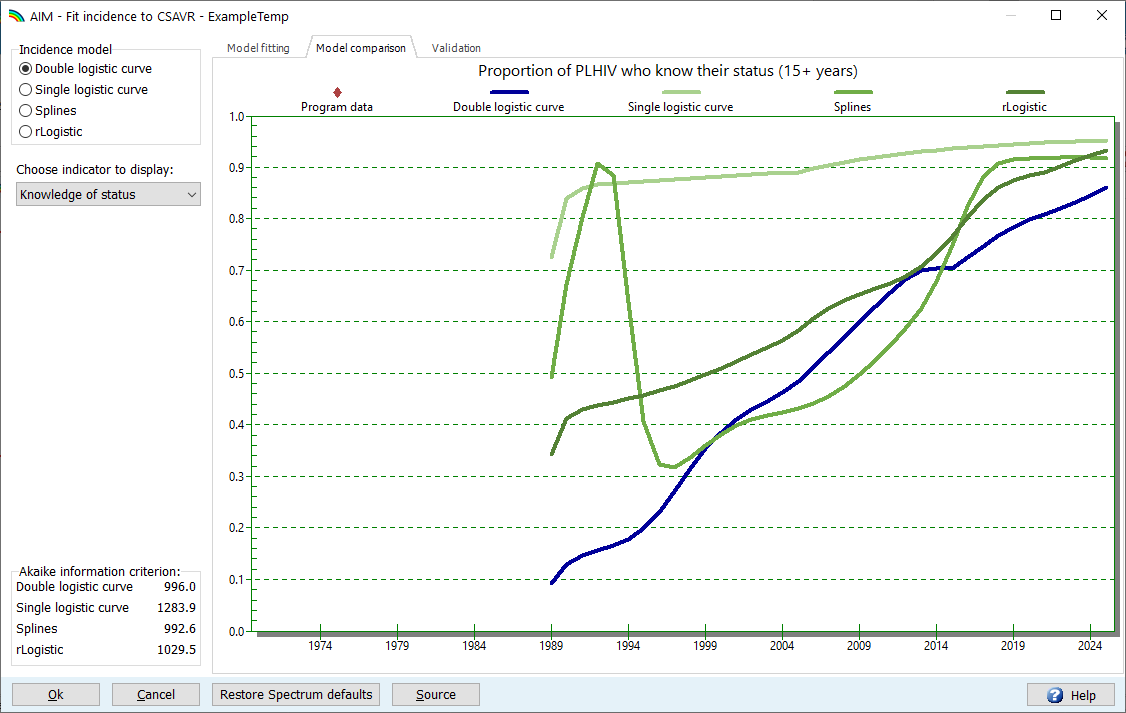 AIM - Fit incidence to CSAVR - ExampleTemp
Incidence model
Double logistic curve
Single logistic curve
Splines
rLogistic
Choose indicator to display:
Knowledge of status
Akaike information criterion:
Double logistic curve 996.0
Single logistic curve 1283.9
Splines 992.6
rLogistic 1029.5
Model fitting Model comparison Validation
Proportion of PLHIV who know their status (15+ years)
Program data Double logistic curve Single logistic curve Splines rLogistic
1.0
0.9
0.8
0.7
0.6
0.5
0.4
0.3
0.2
0.1
0.0
1974 1979 1984 1989 1994 1999 2004 2009 2014 2019 2024
Ok Cancel Restore Spectrum defaults Source Help